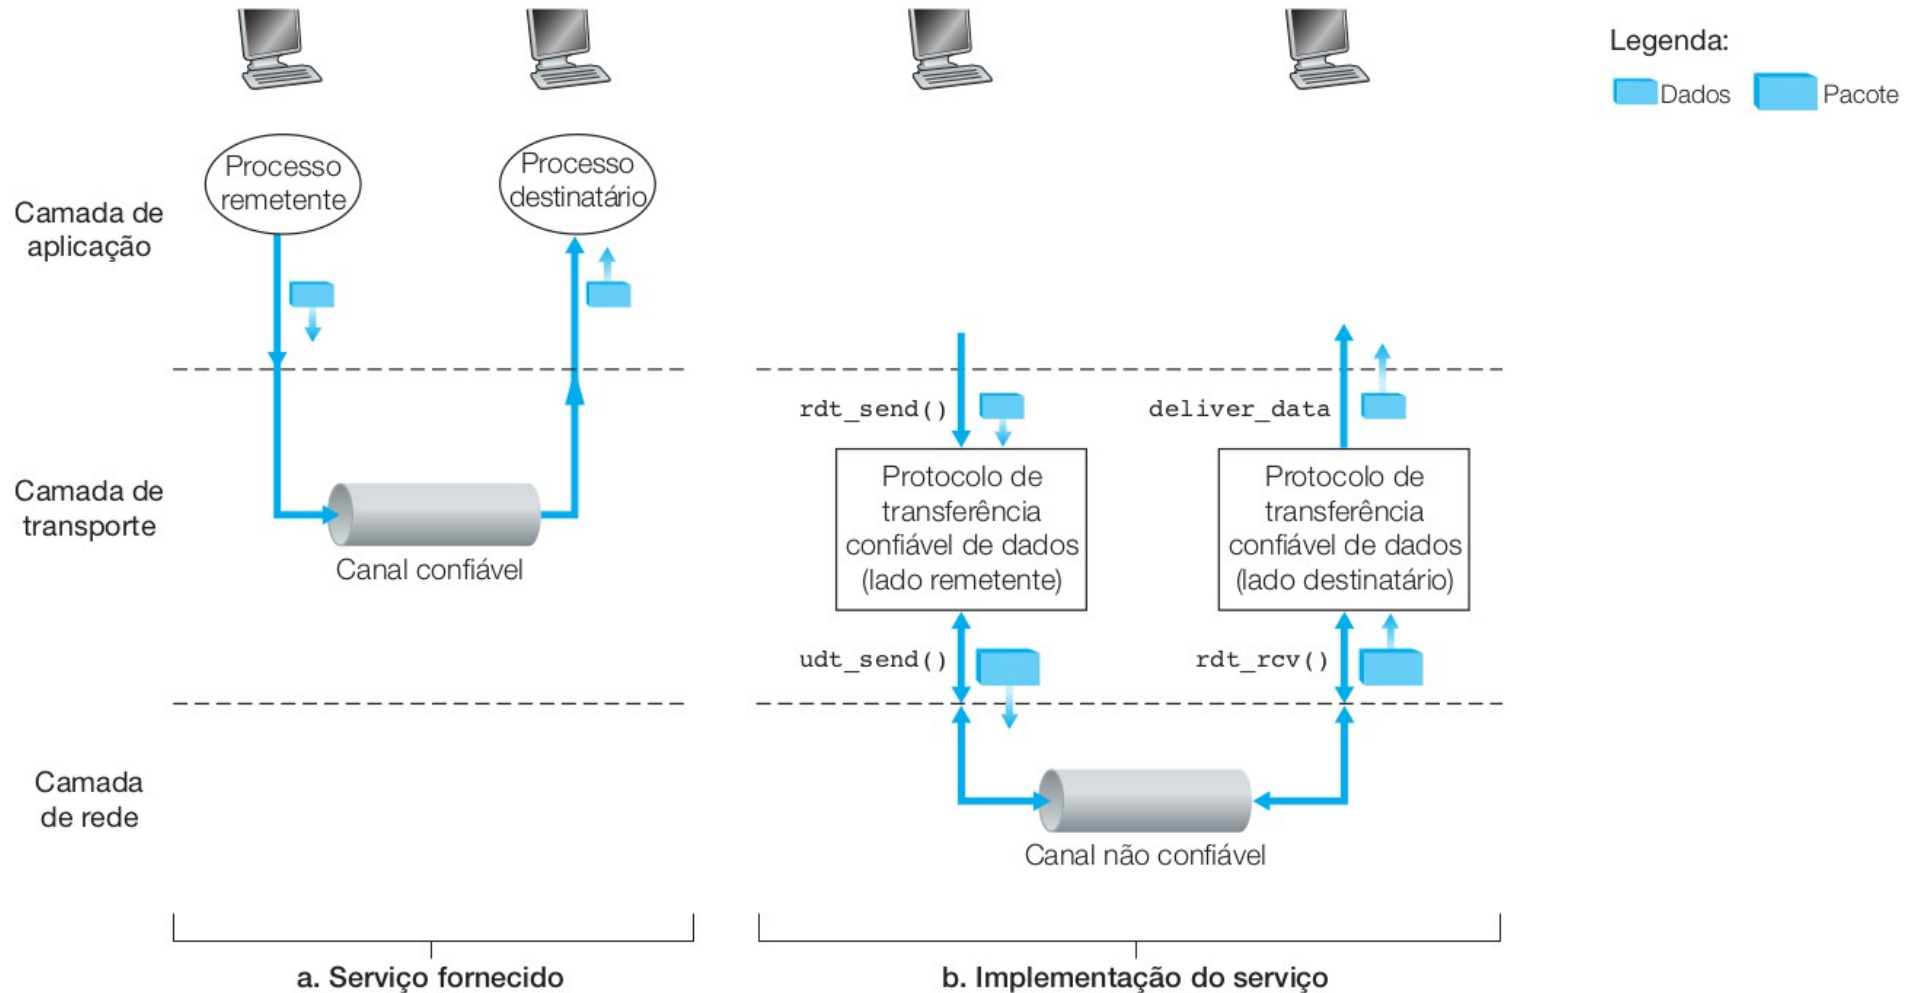 Legenda:
Dados
Pacote
Processo
remetente
Processo
destinatário
Camada de
aplicação
rdt_send()
deliver_data
Camada de
transporte
Canal confiável
Protocolo de
transferência
confiável de dados
(lado remetente)
Protocolo de
transferência
confiável de dados
(lado destinatário)
udt_send()
rdt_rcv()
Camada
de rede
Canal não confiável
a. Serviço fornecido
b. Implementação do serviço